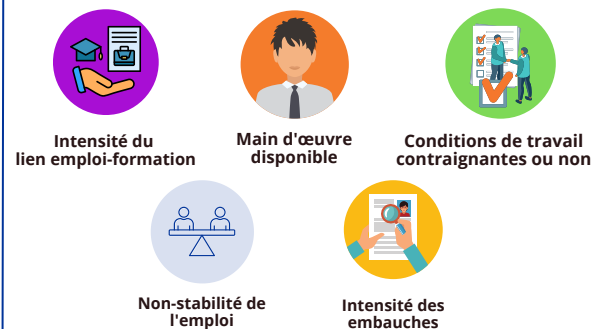 Intensité du
lien emploi-formation
Main d'œuvre
disponible
Conditions de travail
contraignantes ou non
Non-stabilité de
l'emploi
Intensité des
embauches